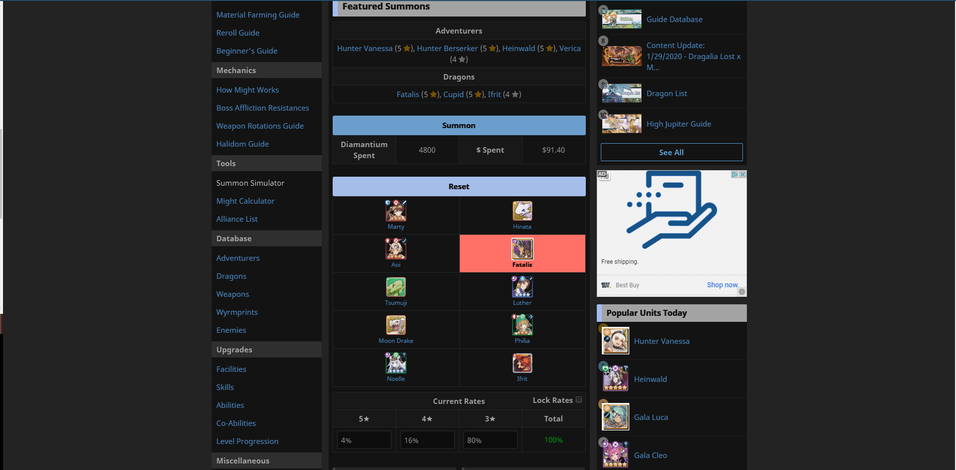 Material Farming Guide
Reroll Guide
Beginner's Guide
Mechanics
How Might Works
Boss Affliction Resistances
Weapon Rotations Guide
Halidom Guide
Tools
Summon Simulator
Might Calculator
Alliance List
Database
Adventurers
Dragons
Weapons
Wyrmprints
Enemies
Upgrades
Facilities
Skills
Abilities
Co-Abilities
Level Progression
Miscellaneous
Featured Summons
Adventurers
Hunter Vanessa (5 ★), Hunter Berserker (5 ★), Heinwald (5 ★), Verica
(4 ★)
Dragons
Fatalis (5 ★), Cupid (5 ★), Ifrit (4 ★)
Summon
Diamantium
Spent
4800
$ Spent
$91.40
Reset
Marty
Hinata
Aoi
Fatalis
Tsumuji
Luther
Moon Drake
Philia
Noelle
Ifrit
Current Rates
Lock Rates
5★
4★
3★
Total
4%
16%
80%
100%
Guide Database
Content Update:
1/29/2020 - Dragalia Lost x
M...
Dragon List
High Jupiter Guide
See All
AD
Free shipping.
Best Buy
Shop now
Popular Units Today
Hunter Vanessa
Heinwald
Gala Luca
Gala Cleo